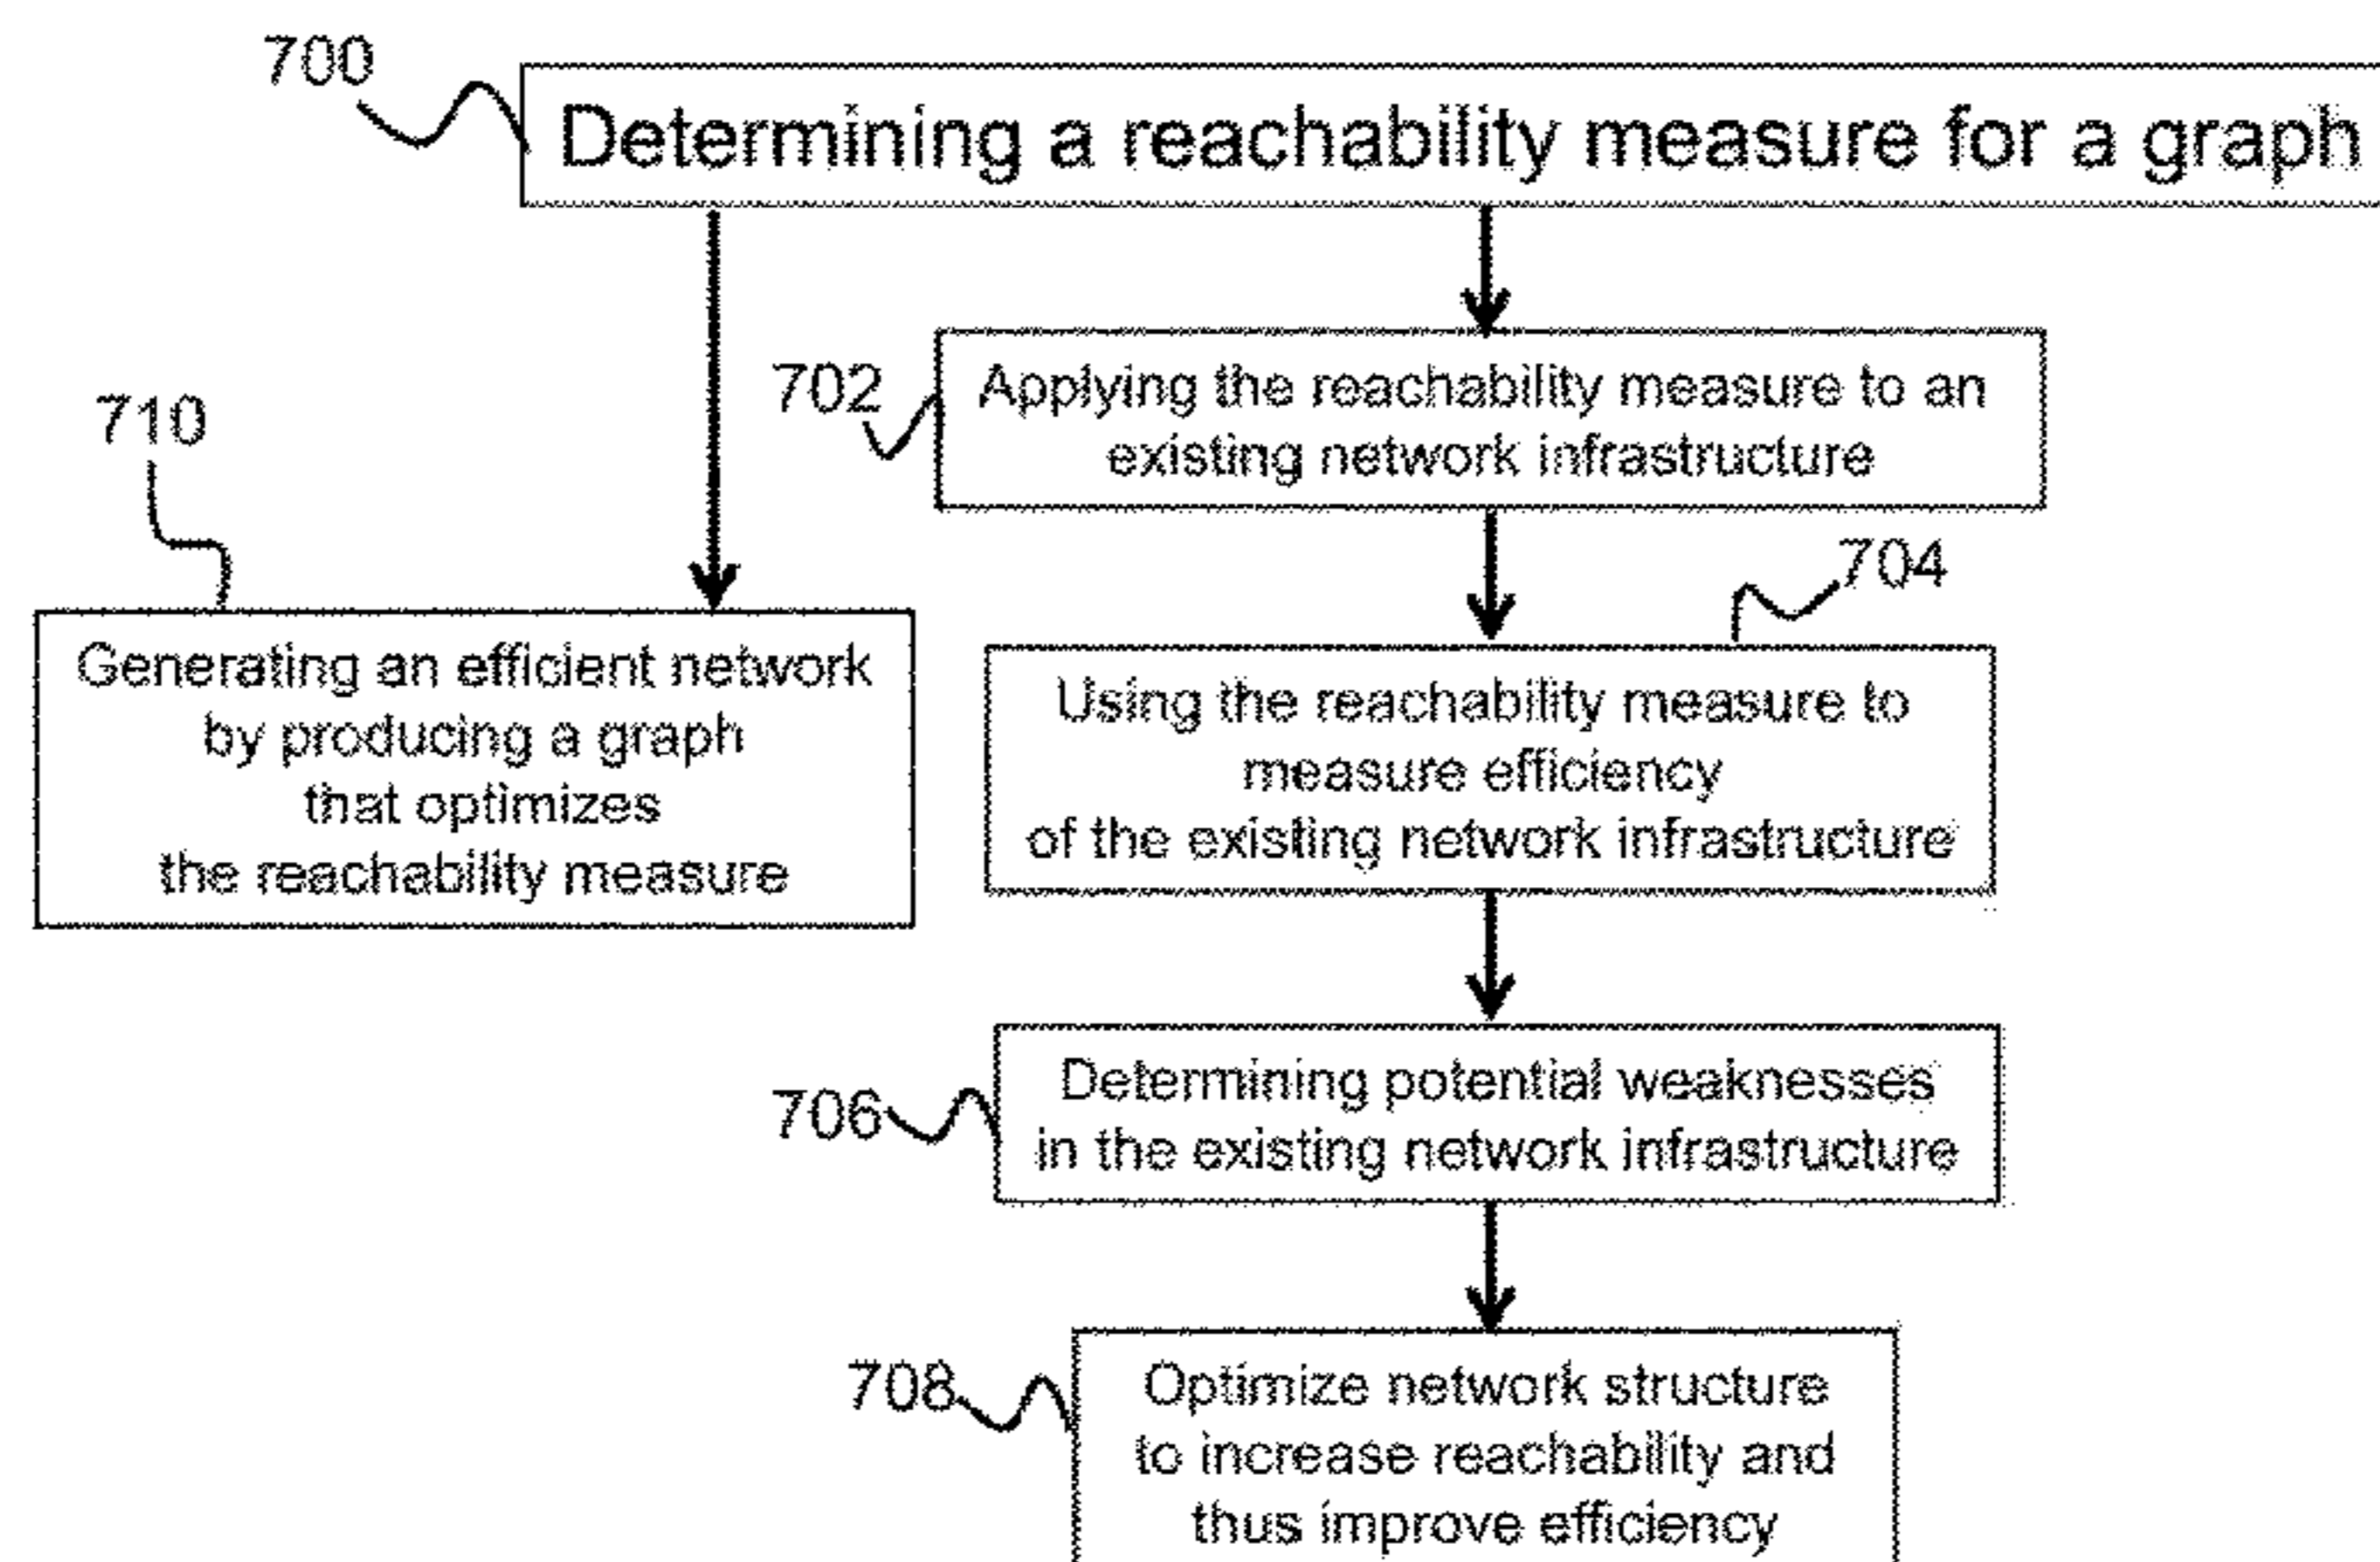 700
Determining a reachability measure for a graph
702
Applying the reachability measure to an
existing network infrastructure
710
Generating an efficient network
by producing a graph
that optimizes
the reachability measure
704
Using the reachability measure to
measure efficiency
of the existing network infrastructure
706
Determining potential weaknesses
in the existing network infrastructure
708
Optimize network structure
to increase reachability and
thus improve efficiency